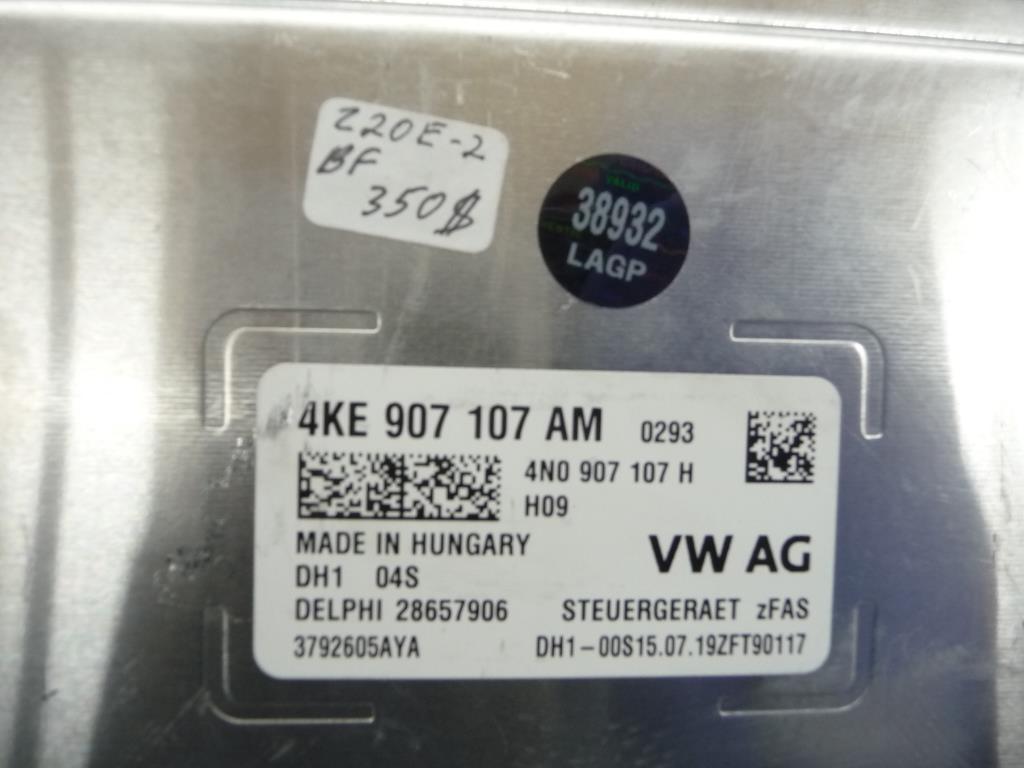 Z20E-2
BF
350$
VALID
38932
LAGP
4KE 907 107 AM 0293
4N0 907 107 H
H09
MADE IN HUNGARY
VW AG
DH1 04S
DELPHI 28657906 STEUERGERAET zFAS
3792605AYA DH1-00S15.07.19ZFT90117